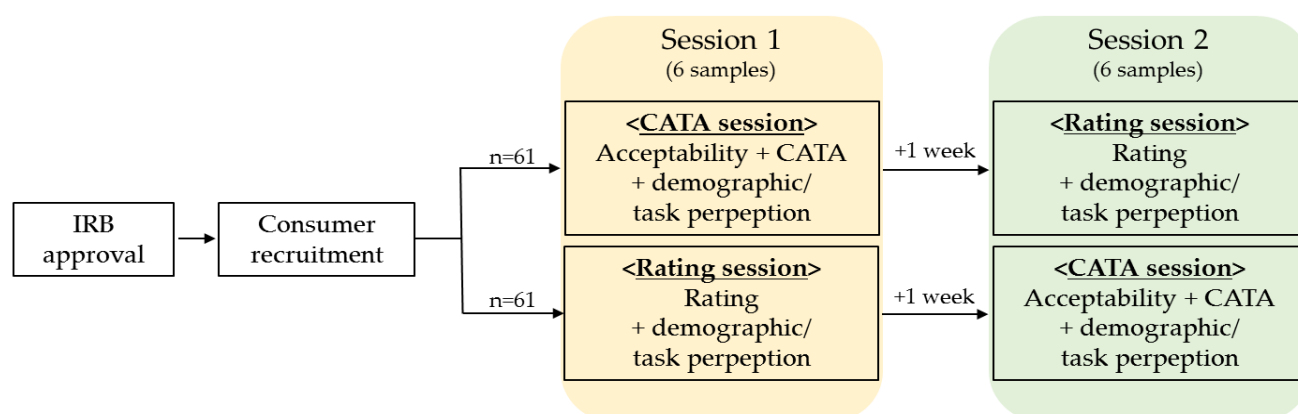 IRB
approval
Consumer
recruitment
n=61
n=61
Session 1
(6 samples)
<CATA session>
Acceptability + CATA
+ demographic/
task perpeption
<Rating session>
Rating
+ demographic/
task perpeption
+1 week
+1 week
Session 2
(6 samples)
<Rating session>
Rating
+ demographic/
task perpeption
<CATA session>
Acceptability + CATA
+ demographic/
task perpeption